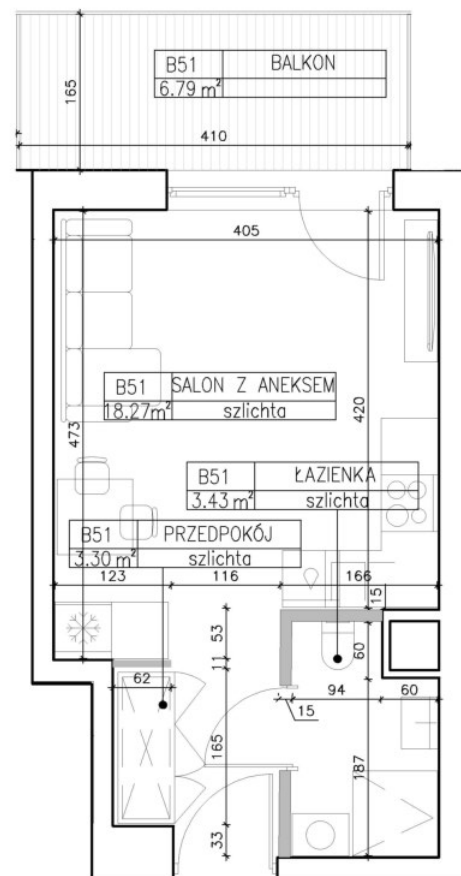 B51 BALKON
6.79 m²
165
410
405
B51 SALON Z ANEKSEM
18.27m² szlichta
473
420
B51 ŁAZIENKA
3.43 m² szlichta
B51 PRZEDPOKÓJ
3.30 m² szlichta
123 116 166
15
53
60
11
62
94 60
15
165
187
33